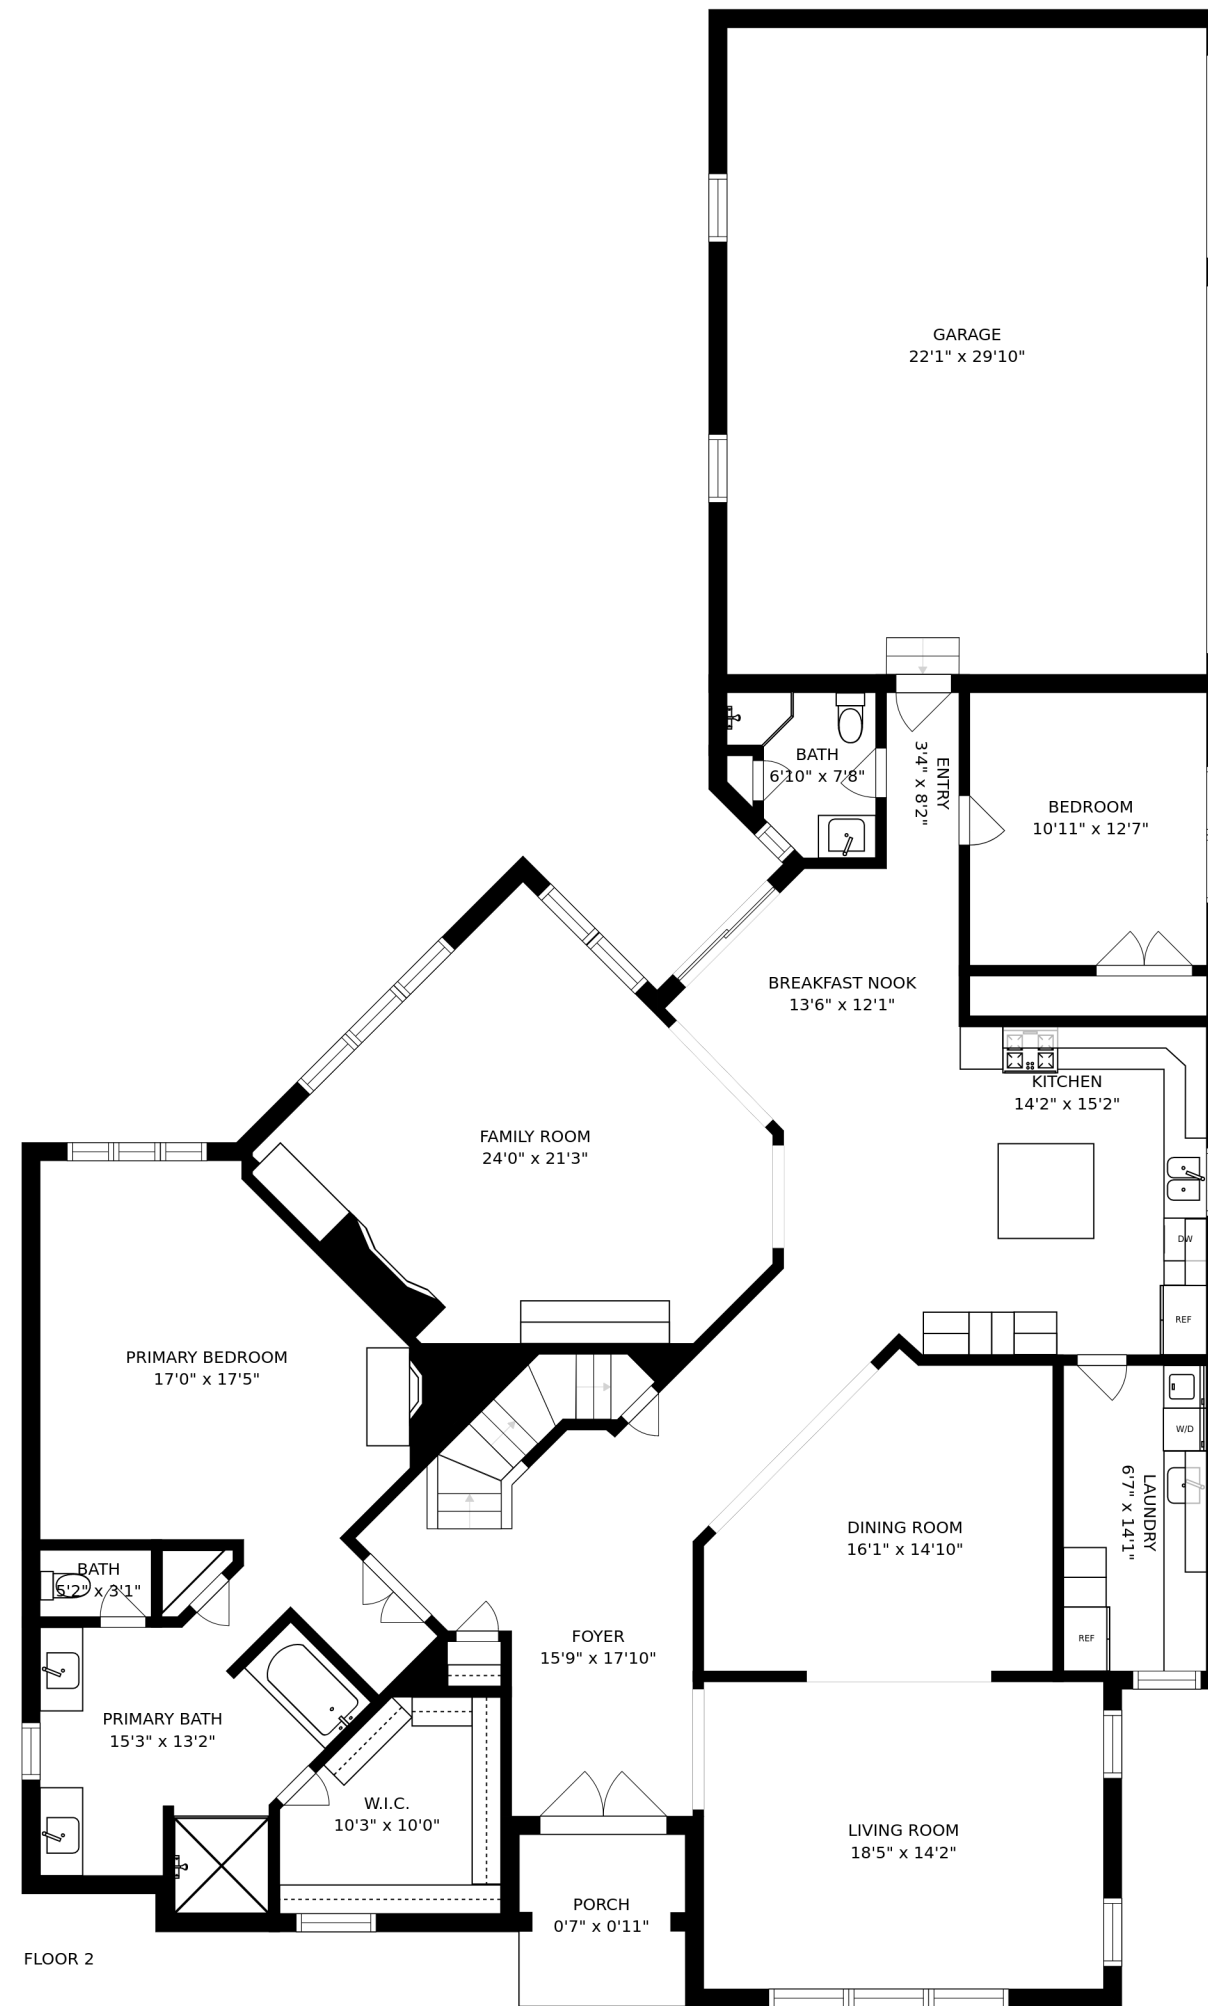 GARAGE
22'1" x 29'10"
BATH
6'10" x 7'8"
ENTRY
3'4" x 8'2"
BEDROOM
10'11" x 12'7"
BREAKFAST NOOK
13'6" x 12'1"
KITCHEN
14'2" x 15'2"
FAMILY ROOM
24'0" x 21'3"
DW
REF
PRIMARY BEDROOM
17'0" x 17'5"
W/D
LAUNDRY
6'7" x 14'1"
DINING ROOM
16'1" x 14'10"
BATH
5'2" x 3'1"
FOYER
15'9" x 17'10"
REF
PRIMARY BATH
15'3" x 13'2"
W.I.C.
10'3" x 10'0"
LIVING ROOM
18'5" x 14'2"
PORCH
0'7" x 0'11"
FLOOR 2